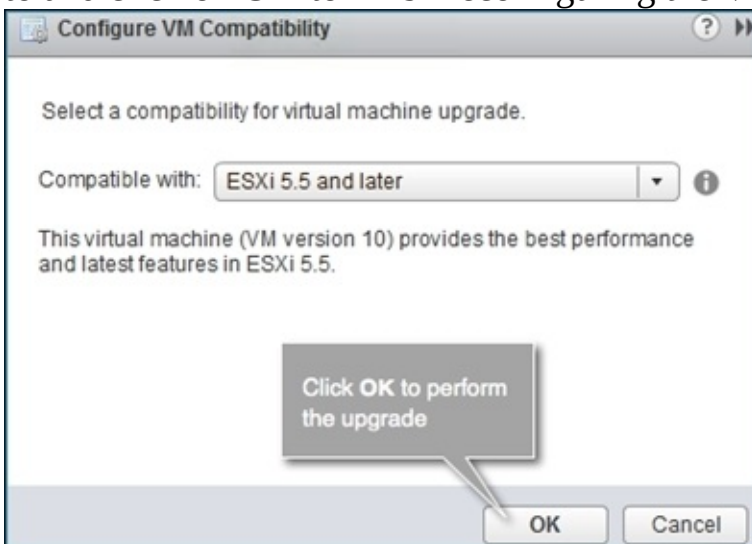 Configure VM Compatibility
Select a compatibility for virtual machine upgrade.
Compatible with: ESXi 5.5 and later
This virtual machine (VM version 10) provides the best performance
and latest features in ESXi 5.5.
Click OK to perform
the upgrade
OK Cancel